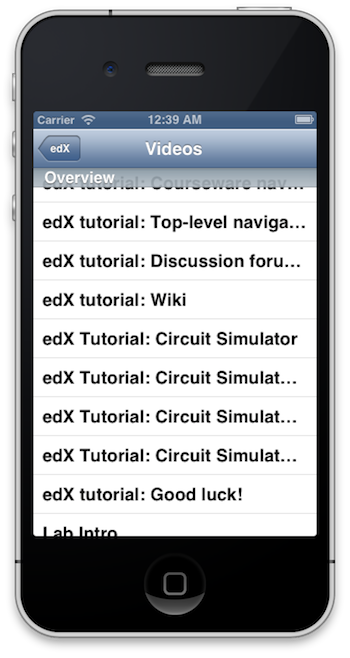 Carrier 12:39 AM
edX Videos
Overview
edX tutorial: Courseware nav…
edX tutorial: Top-level naviga…
edX tutorial: Discussion foru…
edX tutorial: Wiki
edX Tutorial: Circuit Simulator
edX Tutorial: Circuit Simulat…
edX Tutorial: Circuit Simulat…
edX Tutorial: Circuit Simulat…
edX tutorial: Good luck!
Lab Intro